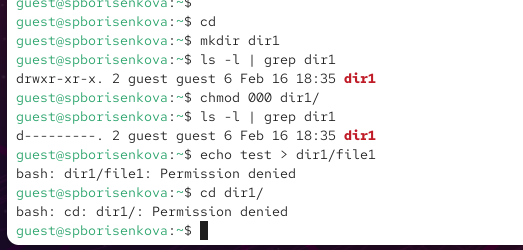 guest@spborisenkova:~$
guest@spborisenkova:~$ cd
guest@spborisenkova:~$ mkdir dir1
guest@spborisenkova:~$ ls -l | grep dir1
drwxr-xr-x. 2 guest guest 6 Feb 16 18:35 dir1
guest@spborisenkova:~$ chmod 000 dir1/
guest@spborisenkova:~$ ls -l | grep dir1
d---------. 2 guest guest 6 Feb 16 18:35 dir1
guest@spborisenkova:~$ echo test > dir1/file1
bash: dir1/file1: Permission denied
guest@spborisenkova:~$ cd dir1/
bash: cd: dir1/: Permission denied
guest@spborisenkova:~$